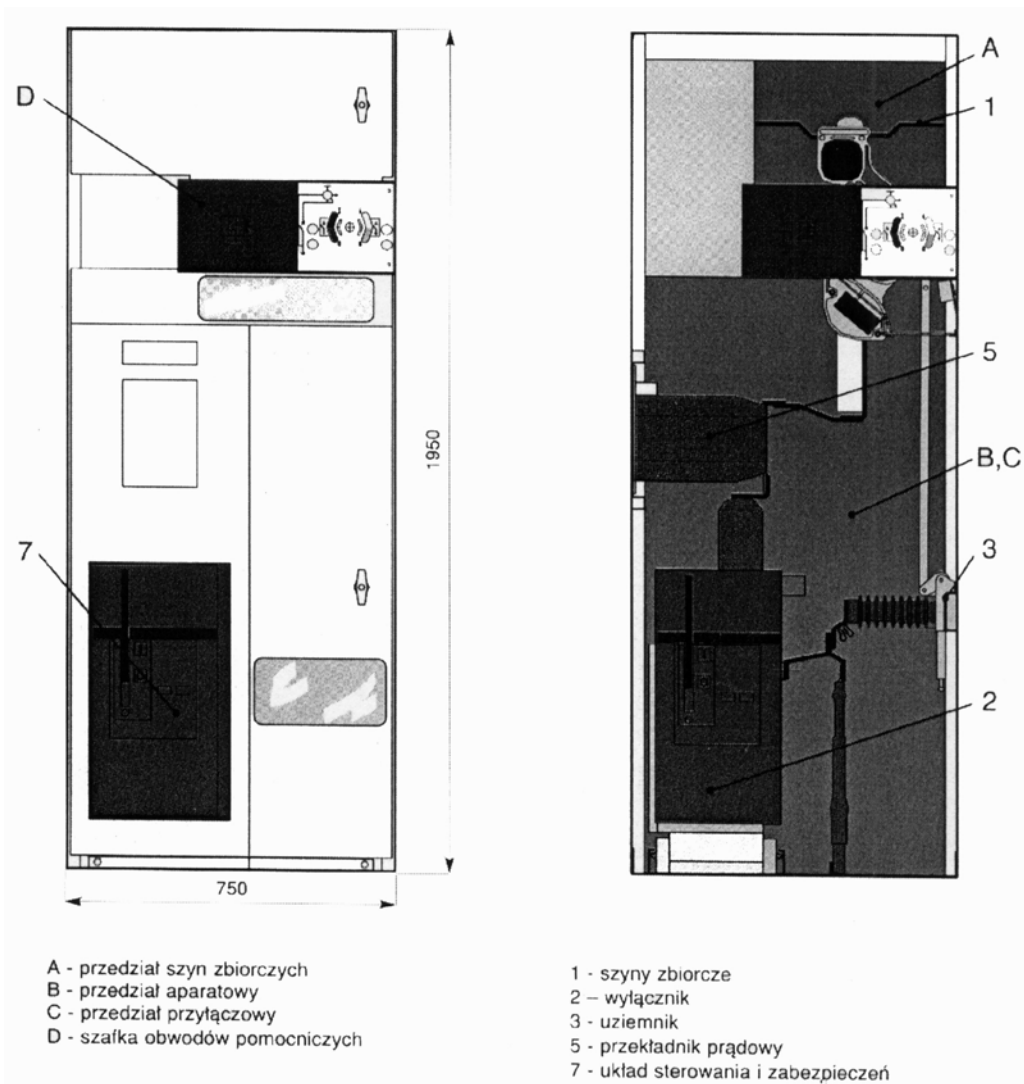 D
7
1950
750
A
1
5
B,C
3
2
A - przedział szyn zbiorczych
B - przedział aparatowy
C - przedział przyłączowy
D - szafka obwodów pomocniczych
1 - szyny zbiorcze
2 – wyłącznik
3 - uziemnik
5 - przekładnik prądowy
7 - układ sterowania i zabezpieczeń